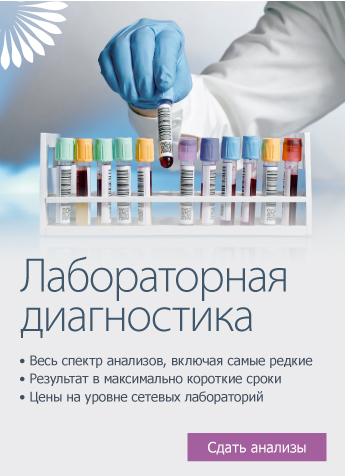 Лабораторная
диагностика
• Весь спектр анализов, включая самые редкие
• Результат в максимально короткие сроки
• Цены на уровне сетевых лабораторий
Сдать анализы